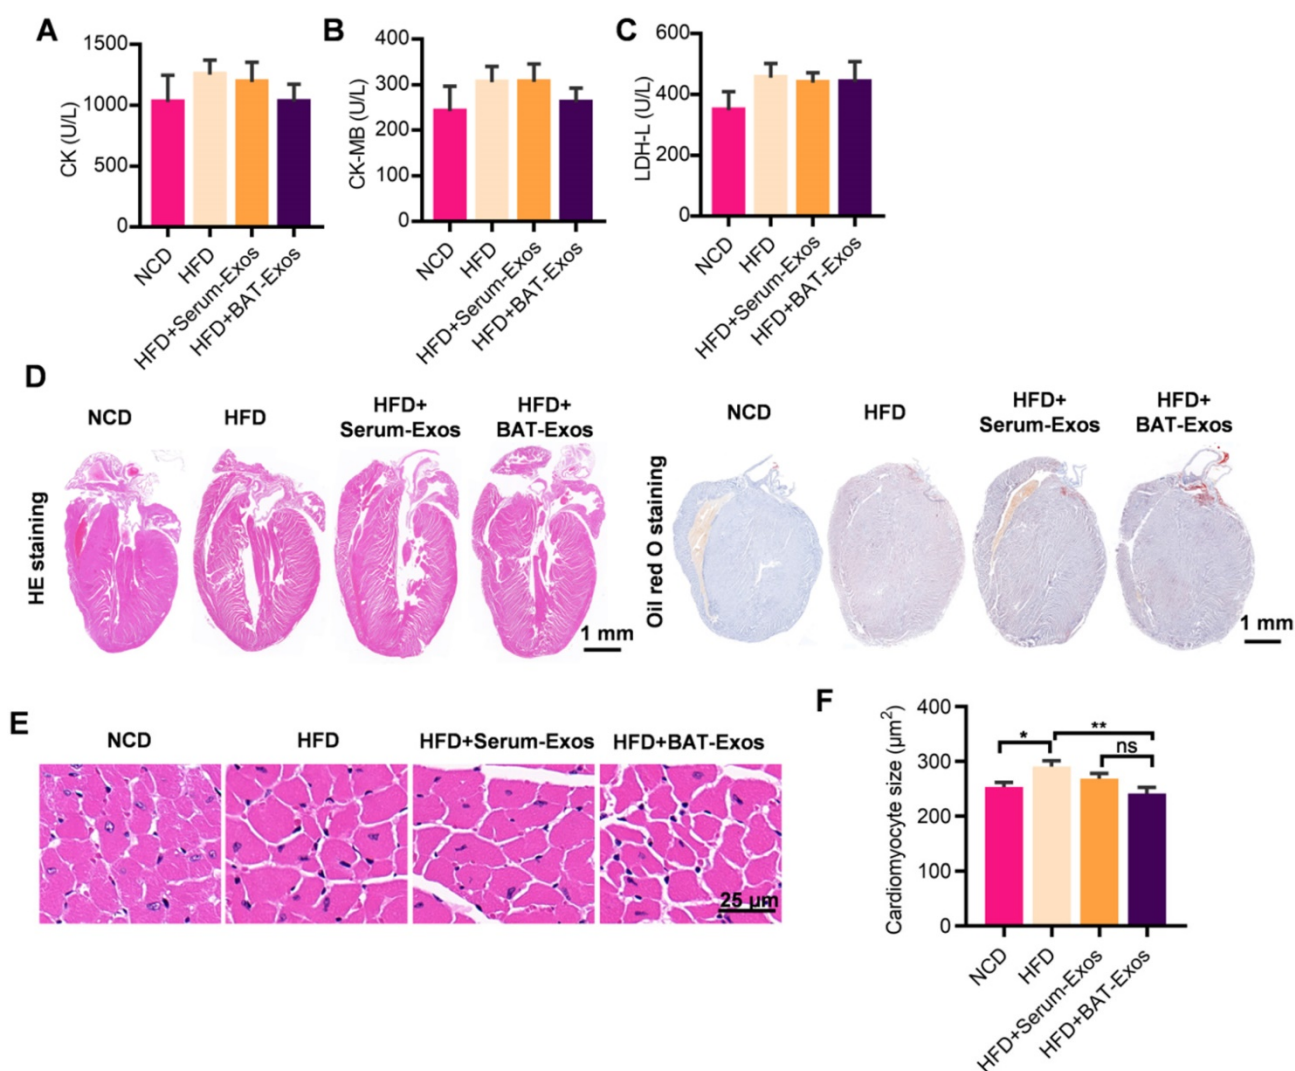 A
CK (U/L)
1500
1000
500
0
NCD
HFD
HFD+Serum-Exos
HFD+BAT-Exos
B
CK-MB (U/L)
400
300
200
100
0
NCD
HFD
HFD+Serum-Exos
HFD+BAT-Exos
C
LDH-L (U/L)
600
400
200
0
NCD
HFD
HFD+Serum-Exos
HFD+BAT-Exos
D
HE staining
NCD
HFD
HFD+
Serum-Exos
HFD+
BAT-Exos
1 mm
Oil red O staining
NCD
HFD
HFD+
Serum-Exos
HFD+
BAT-Exos
1 mm
E
NCD
HFD
HFD+Serum-Exos
HFD+BAT-Exos
25 μm
F
Cardiomyocyte size (μm²)
400
300
200
100
0
*
**
ns
NCD
HFD
HFD+Serum-Exos
HFD+BAT-Exos